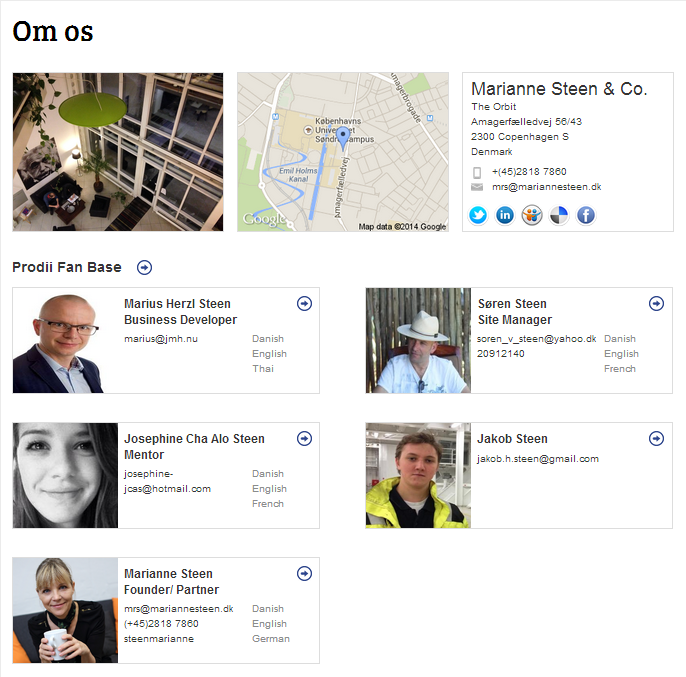 Om os
Københavns
Universitet
Søndre Campus
Emil Holms
Kanal
Amagerfælledvej
Amagerbrogade
Google
Map data ©2014 Google
Marianne Steen & Co.
The Orbit
Amagerfælledvej 56/43
2300 Copenhagen S
Denmark
+(45)2818 7860
mrs@mariannesteen.dk
Prodii Fan Base
Marius Herzl Steen
Business Developer
marius@jmh.nu
Danish
English
Thai
Søren Steen
Site Manager
soren_v_steen@yahoo.dk
20912140
Danish
English
French
Josephine Cha Alo Steen
Mentor
josephine-
jcas@hotmail.com
Danish
English
French
Jakob Steen
jakob.h.steen@gmail.com
Marianne Steen
Founder/ Partner
mrs@mariannesteen.dk
(+45)2818 7860
steenmarianne
Danish
English
German